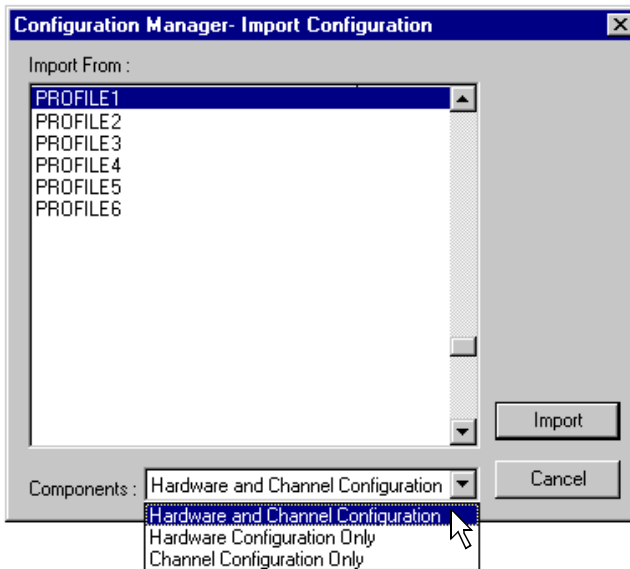 Configuration Manager- Import Configuration
Import From :
PROFILE1
PROFILE2
PROFILE3
PROFILE4
PROFILE5
PROFILE6
Import
Components : Hardware and Channel Configuration
Cancel
Hardware and Channel Configuration
Hardware Configuration Only
Channel Configuration Only